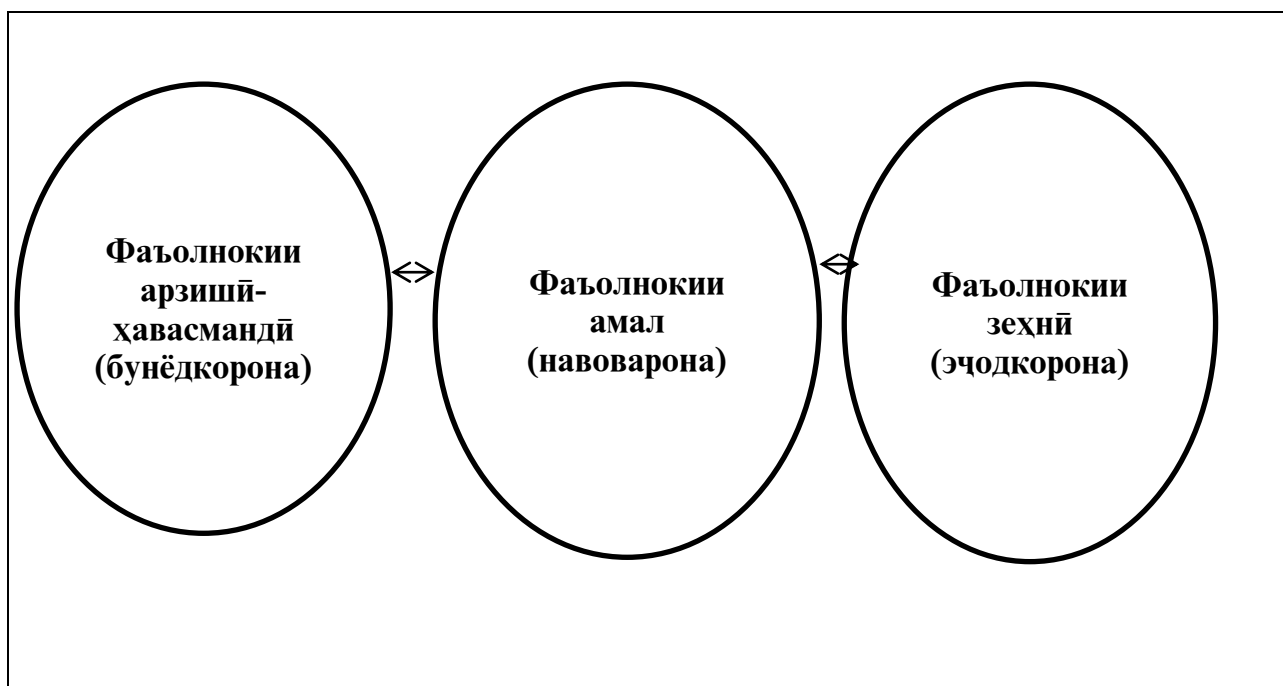 Фаъолнокии
арзишӣ-
ҳавасмандӣ
(бунёдкорона)
Фаъолнокии
амал
(навоварона)
Фаъолнокии
зеҳнӣ
(эҷодкорона)